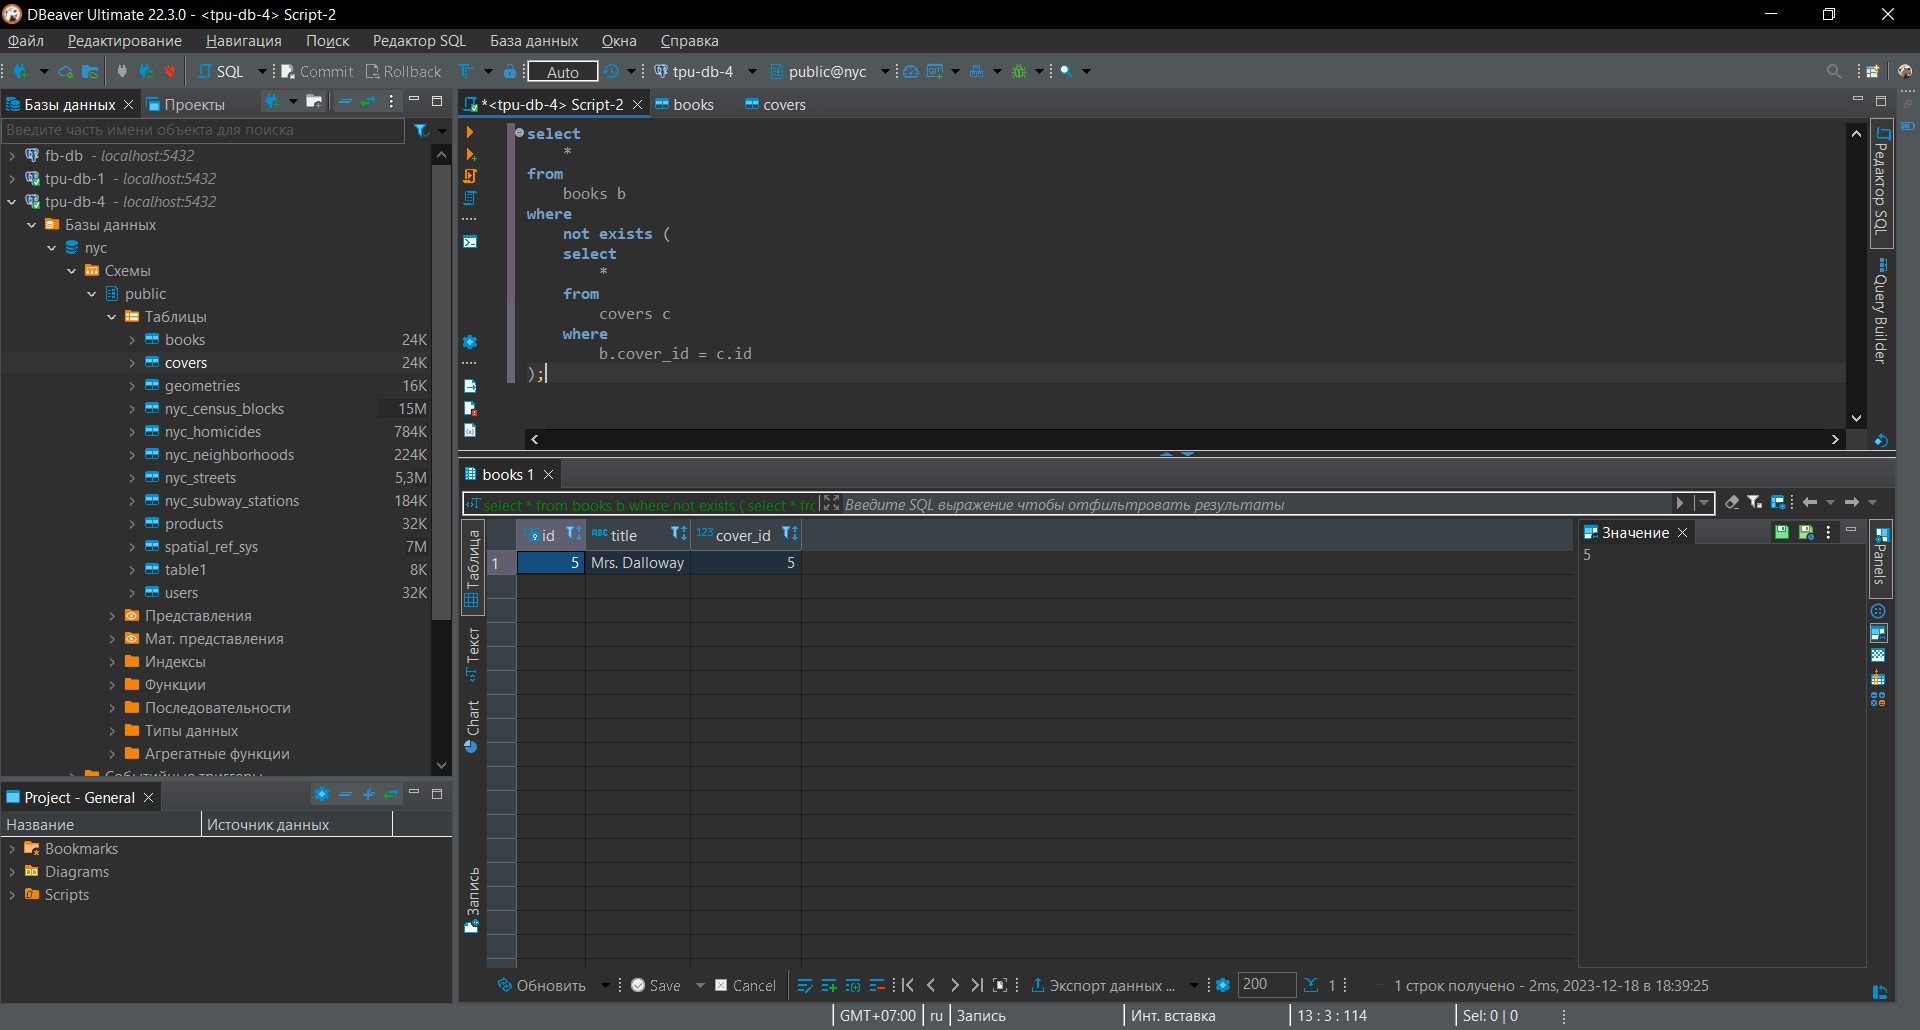 DBeaver Ultimate 22.3.0 - <tpu-db-4> Script-2
Файл Редактирование Навигация Поиск Редактор SQL База данных Окна Справка
SQL Commit Rollback Auto tpu-db-4 public@nyc
Базы данных Проекты
Введите часть имени объекта для поиска
fb-db - localhost:5432
tpu-db-1 - localhost:5432
tpu-db-4 - localhost:5432
Базы данных
nyc
Схемы
public
Таблицы
books 24K
covers 24K
geometries 16K
nyc_census_blocks 15M
nyc_homicides 784K
nyc_neighborhoods 224K
nyc_streets 5,3M
nyc_subway_stations 184K
products 32K
spatial_ref_sys 7M
table1 8K
users 32K
Представления
Мат. представления
Индексы
Функции
Последовательности
Типы данных
Агрегатные функции
Project - General
Название Источник данных
Bookmarks
Diagrams
Scripts
*<tpu-db-4> Script-2 books covers
select
*
from
books b
where
not exists (
select
*
from
covers c
where
b.cover_id = c.id
);
Редактор SQL
Query Builder
books 1
select * from books b where not exists ( select * frc Введите SQL выражение чтобы отфильтровать результаты
Таблица
Текст
Chart
Запись
123 id ABC title 123 cover_id
1 5 Mrs. Dalloway 5
Значение
5
Panels
Обновить Save Cancel Экспорт данных ... 200 1 1 строк получено - 2ms, 2023-12-18 в 18:39:25
GMT+07:00 ru Запись Инт. вставка 13 : 3 : 114 Sel: 0 | 0